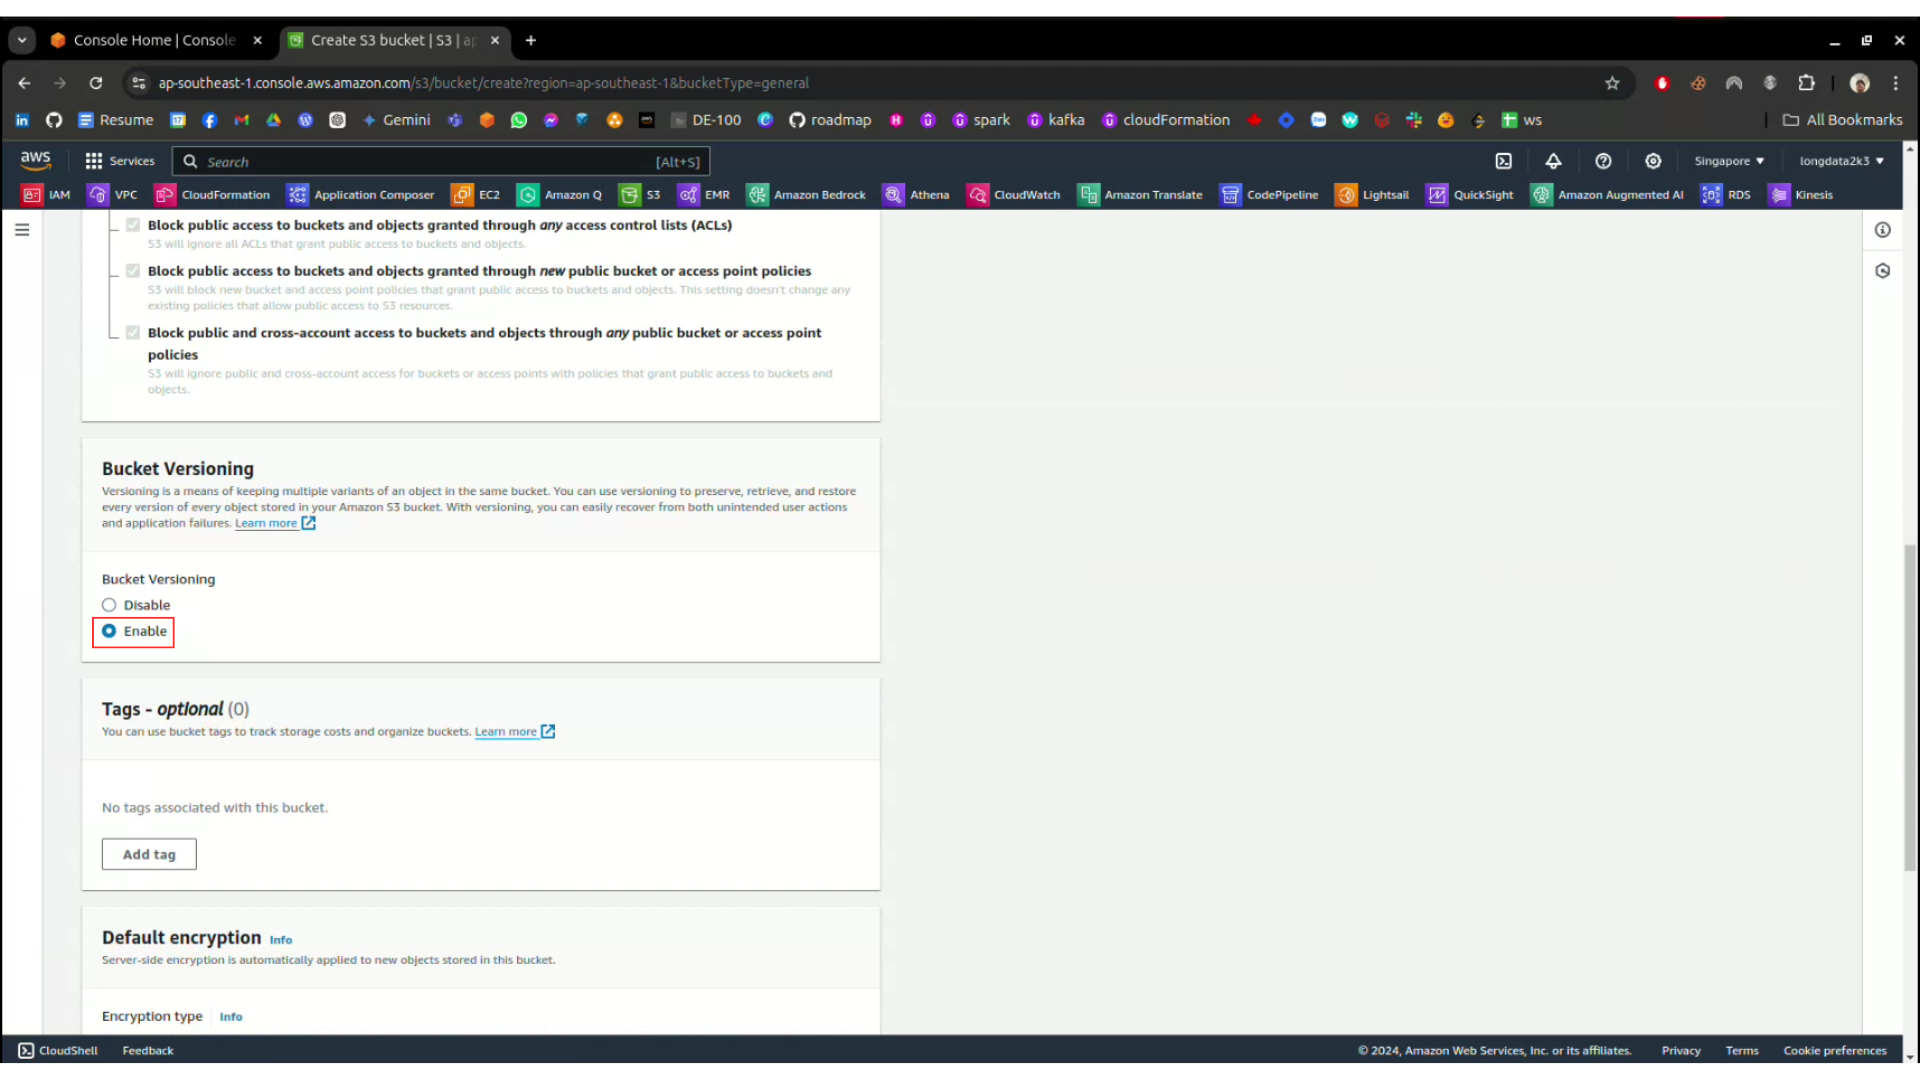 Console Home | Console
Create S3 bucket | S3 | ap
ap-southeast-1.console.aws.amazon.com/s3/bucket/create?region=ap-southeast-1&bucketType=general
Resume
Gemini
DE-100
roadmap
spark
kafka
cloudFormation
ws
All Bookmarks
aws
Services
Search
[Alt+S]
Singapore
longdata2k3
IAM
VPC
CloudFormation
Application Composer
EC2
Amazon Q
S3
EMR
Amazon Bedrock
Athena
CloudWatch
Amazon Translate
CodePipeline
Lightsail
QuickSight
Amazon Augmented AI
RDS
Kinesis
Block public access to buckets and objects granted through any access control lists (ACLs)
S3 will ignore all ACLs that grant public access to buckets and objects.
Block public access to buckets and objects granted through new public bucket or access point policies
S3 will block new bucket and access point policies that grant public access to buckets and objects. This setting doesn't change any
existing policies that allow public access to S3 resources.
Block public and cross-account access to buckets and objects through any public bucket or access point
policies
S3 will ignore public and cross-account access for buckets or access points with policies that grant public access to buckets and
objects.
Bucket Versioning
Versioning is a means of keeping multiple variants of an object in the same bucket. You can use versioning to preserve, retrieve, and restore
every version of every object stored in your Amazon S3 bucket. With versioning, you can easily recover from both unintended user actions
and application failures. Learn more
Bucket Versioning
Disable
Enable
Tags - optional (0)
You can use bucket tags to track storage costs and organize buckets. Learn more
No tags associated with this bucket.
Add tag
Default encryption Info
Server-side encryption is automatically applied to new objects stored in this bucket.
Encryption type Info
CloudShell
Feedback
© 2024, Amazon Web Services, Inc. or its affiliates.
Privacy
Terms
Cookie preferences